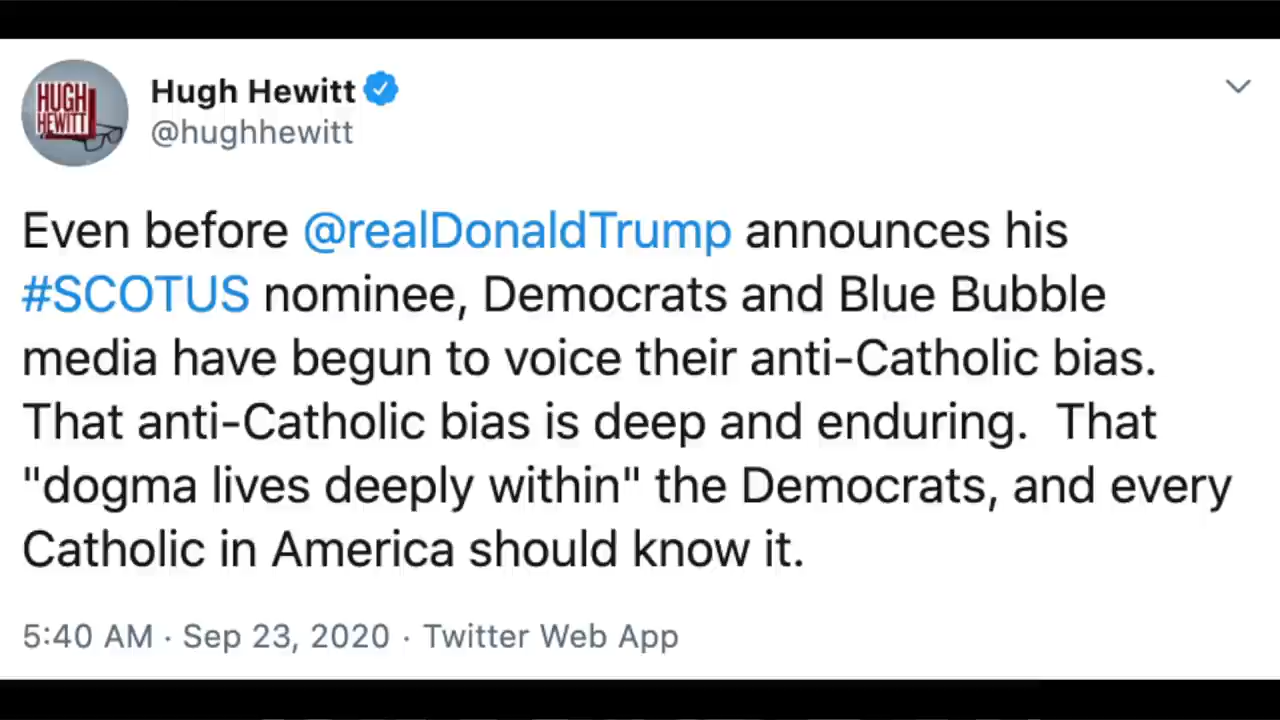 HUGH
HEWITT
Hugh Hewitt
@hughhewitt
Even before @realDonaldTrump announces his
#SCOTUS nominee, Democrats and Blue Bubble
media have begun to voice their anti-Catholic bias.
That anti-Catholic bias is deep and enduring.  That
"dogma lives deeply within" the Democrats, and every
Catholic in America should know it.
5:40 AM · Sep 23, 2020 · Twitter Web App